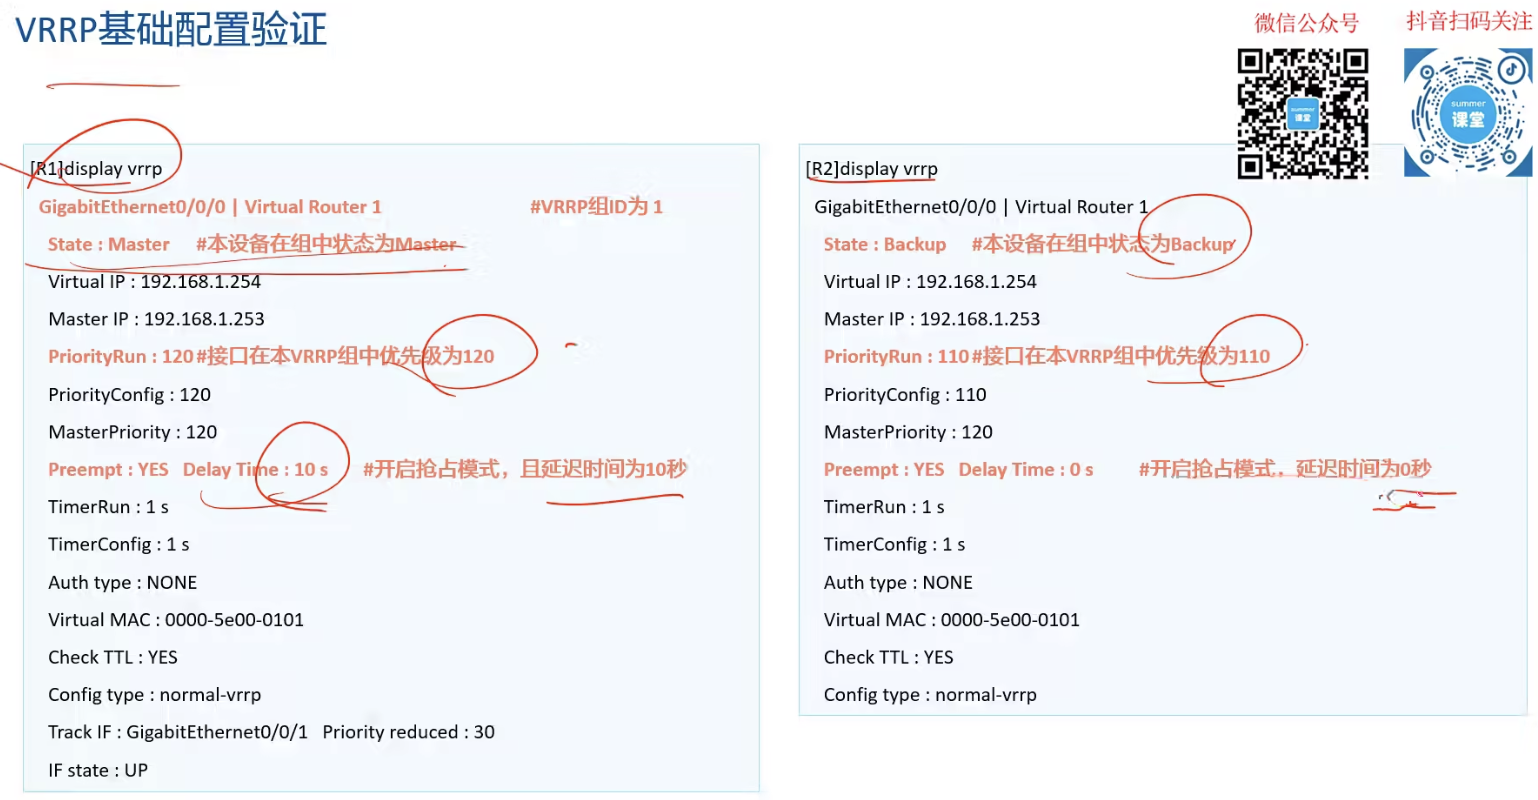 VRRP基础配置验证
微信公众号
抖音扫码关注
summer
课堂
summer
课堂
[R1]display vrrp
GigabitEthernet0/0/0 | Virtual Router 1 #VRRP组ID为 1
State : Master #本设备在组中状态为Master
Virtual IP : 192.168.1.254
Master IP : 192.168.1.253
PriorityRun : 120 #接口在本VRRP组中优先级为120
PriorityConfig : 120
MasterPriority : 120
Preempt : YES Delay Time : 10 s #开启抢占模式，且延迟时间为10秒
TimerRun : 1 s
TimerConfig : 1 s
Auth type : NONE
Virtual MAC : 0000-5e00-0101
Check TTL : YES
Config type : normal-vrrp
Track IF : GigabitEthernet0/0/1 Priority reduced : 30
IF state : UP
[R2]display vrrp
GigabitEthernet0/0/0 | Virtual Router 1
State : Backup #本设备在组中状态为Backup
Virtual IP : 192.168.1.254
Master IP : 192.168.1.253
PriorityRun : 110 #接口在本VRRP组中优先级为110
PriorityConfig : 110
MasterPriority : 120
Preempt : YES Delay Time : 0 s #开启抢占模式，延迟时间为0秒
TimerRun : 1 s
TimerConfig : 1 s
Auth type : NONE
Virtual MAC : 0000-5e00-0101
Check TTL : YES
Config type : normal-vrrp